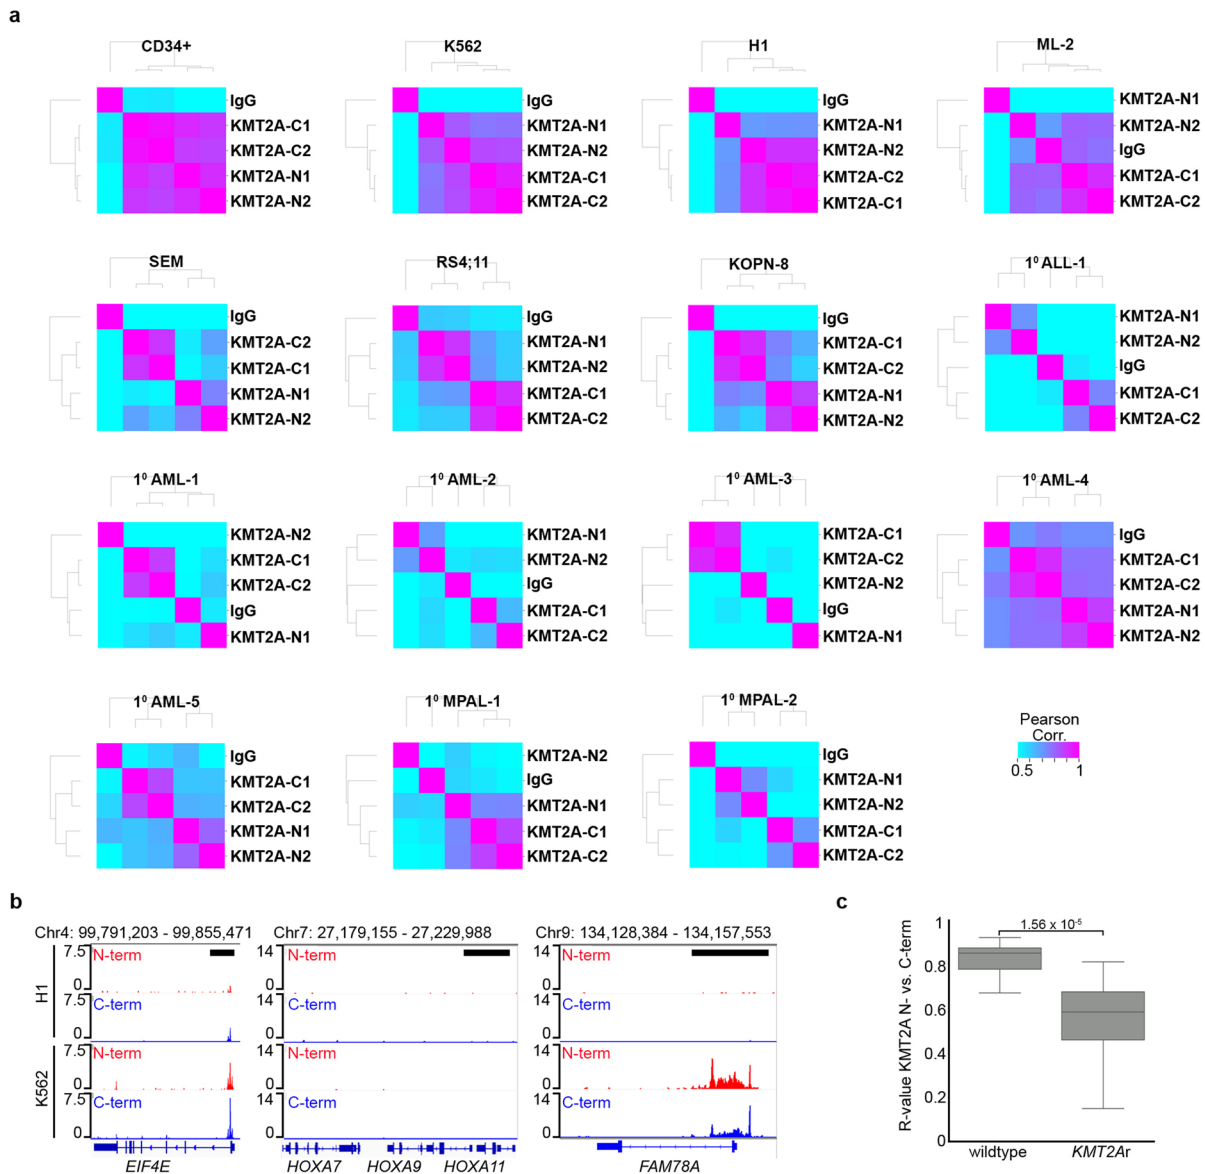 a
CD34+
IgG
KMT2A-C1
KMT2A-C2
KMT2A-N1
KMT2A-N2
K562
IgG
KMT2A-N1
KMT2A-N2
KMT2A-C1
KMT2A-C2
H1
IgG
KMT2A-N1
KMT2A-N2
KMT2A-C2
KMT2A-C1
ML-2
KMT2A-N1
KMT2A-N2
IgG
KMT2A-C1
KMT2A-C2
SEM
IgG
KMT2A-C2
KMT2A-C1
KMT2A-N1
KMT2A-N2
RS4;11
IgG
KMT2A-N1
KMT2A-N2
KMT2A-C1
KMT2A-C2
KOPN-8
IgG
KMT2A-C1
KMT2A-C2
KMT2A-N1
KMT2A-N2
1⁰ ALL-1
KMT2A-N1
KMT2A-N2
IgG
KMT2A-C1
KMT2A-C2
1⁰ AML-1
KMT2A-N2
KMT2A-C1
KMT2A-C2
IgG
KMT2A-N1
1⁰ AML-2
KMT2A-N1
KMT2A-N2
IgG
KMT2A-C1
KMT2A-C2
1⁰ AML-3
KMT2A-C1
KMT2A-C2
KMT2A-N2
IgG
KMT2A-N1
1⁰ AML-4
IgG
KMT2A-C1
KMT2A-C2
KMT2A-N1
KMT2A-N2
1⁰ AML-5
IgG
KMT2A-C1
KMT2A-C2
KMT2A-N1
KMT2A-N2
1⁰ MPAL-1
KMT2A-N2
IgG
KMT2A-N1
KMT2A-C1
KMT2A-C2
1⁰ MPAL-2
IgG
KMT2A-N1
KMT2A-N2
KMT2A-C1
KMT2A-C2
Pearson
Corr.
0.5 1
b
Chr4: 99,791,203 - 99,855,471
Chr7: 27,179,155 - 27,229,988
Chr9: 134,128,384 - 134,157,553
H1
7.5 N-term 14 N-term 14 N-term
0 0 0
7.5 C-term 14 C-term 14 C-term
0 0 0
K562
7.5 N-term 14 N-term 14 N-term
0 0 0
7.5 C-term 14 C-term 14 C-term
0 0 0
EIF4E HOXA7 HOXA9 HOXA11 FAM78A
c
R-value KMT2A N- vs. C-term
1
0.8
0.6
0.4
0.2
0
1.56 x 10⁻⁵
wildtype KMT2Ar